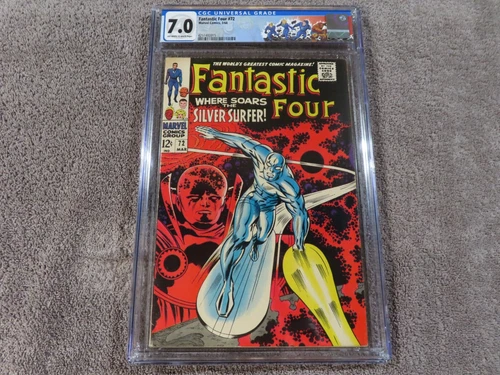 CGC UNIVERSAL GRADE
7.0
Fantastic Four #72
Marvel Comics, 3/68
THE WORLD'S GREATEST COMIC MAGAZINE!
Fantastic
Four
WHERE SOARS
THE
SILVER SURFER!
MARVEL
COMICS
GROUP
12¢
72
MAR